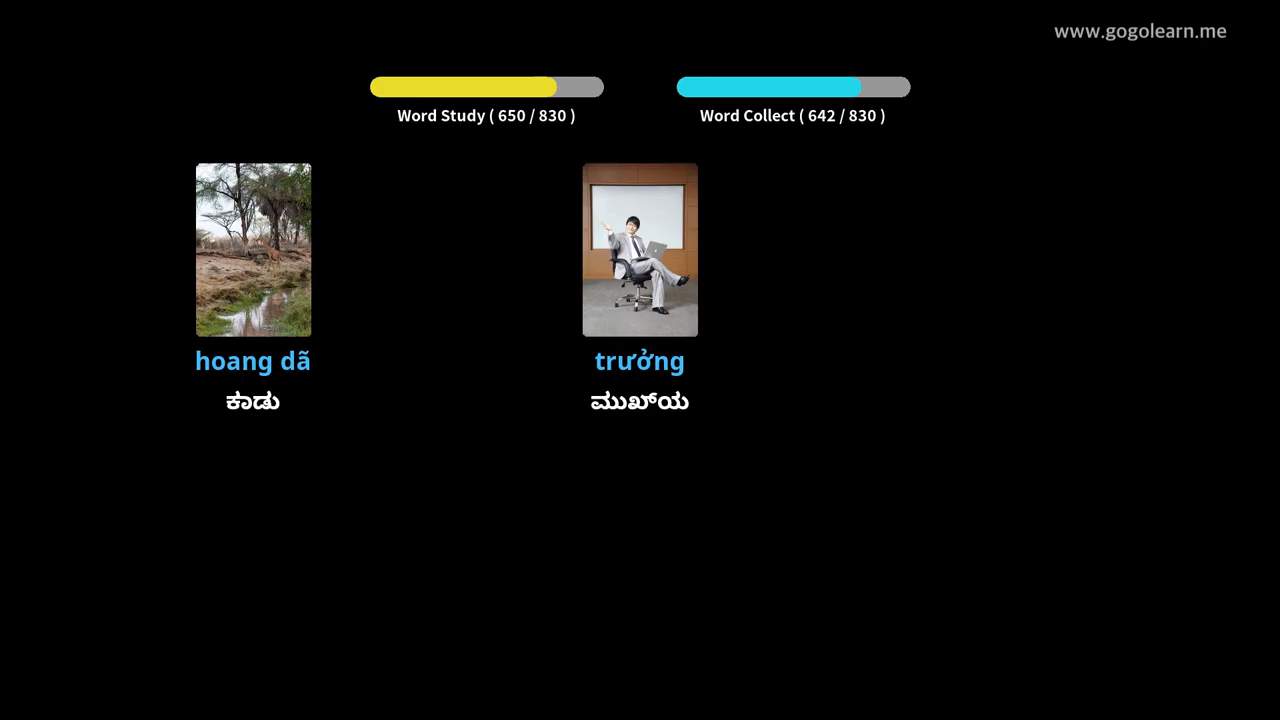 www.gogolearn.me
Word Study ( 650 / 830 )
Word Collect ( 642 / 830 )
hoang dã
trưởng
ಕಾಡು
ಮುಖ್ಯ